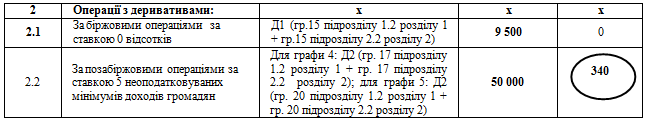 2 Операції з деривативами: х х х
2.1 За біржовими операціями за Д1 (гр.15 підрозділу 1.2 розділу 1 9 500 0
ставкою 0 відсотків + гр.15 підрозділу 2.2 розділу 2)
Для графи 4: Д2 (гр. 17 підрозділу
1.2 розділу 1 + гр. 17 підрозділу
2.2 За позабіржовими операціями за 2.2 розділу 2); для графи 5: Д2 50 000 340
ставкою 5 неоподатковуваних (гр. 20 підрозділу 1.2 розділу 1 +
мінімумів доходів громадян гр. 20 підрозділу 2.2 розділу 2)